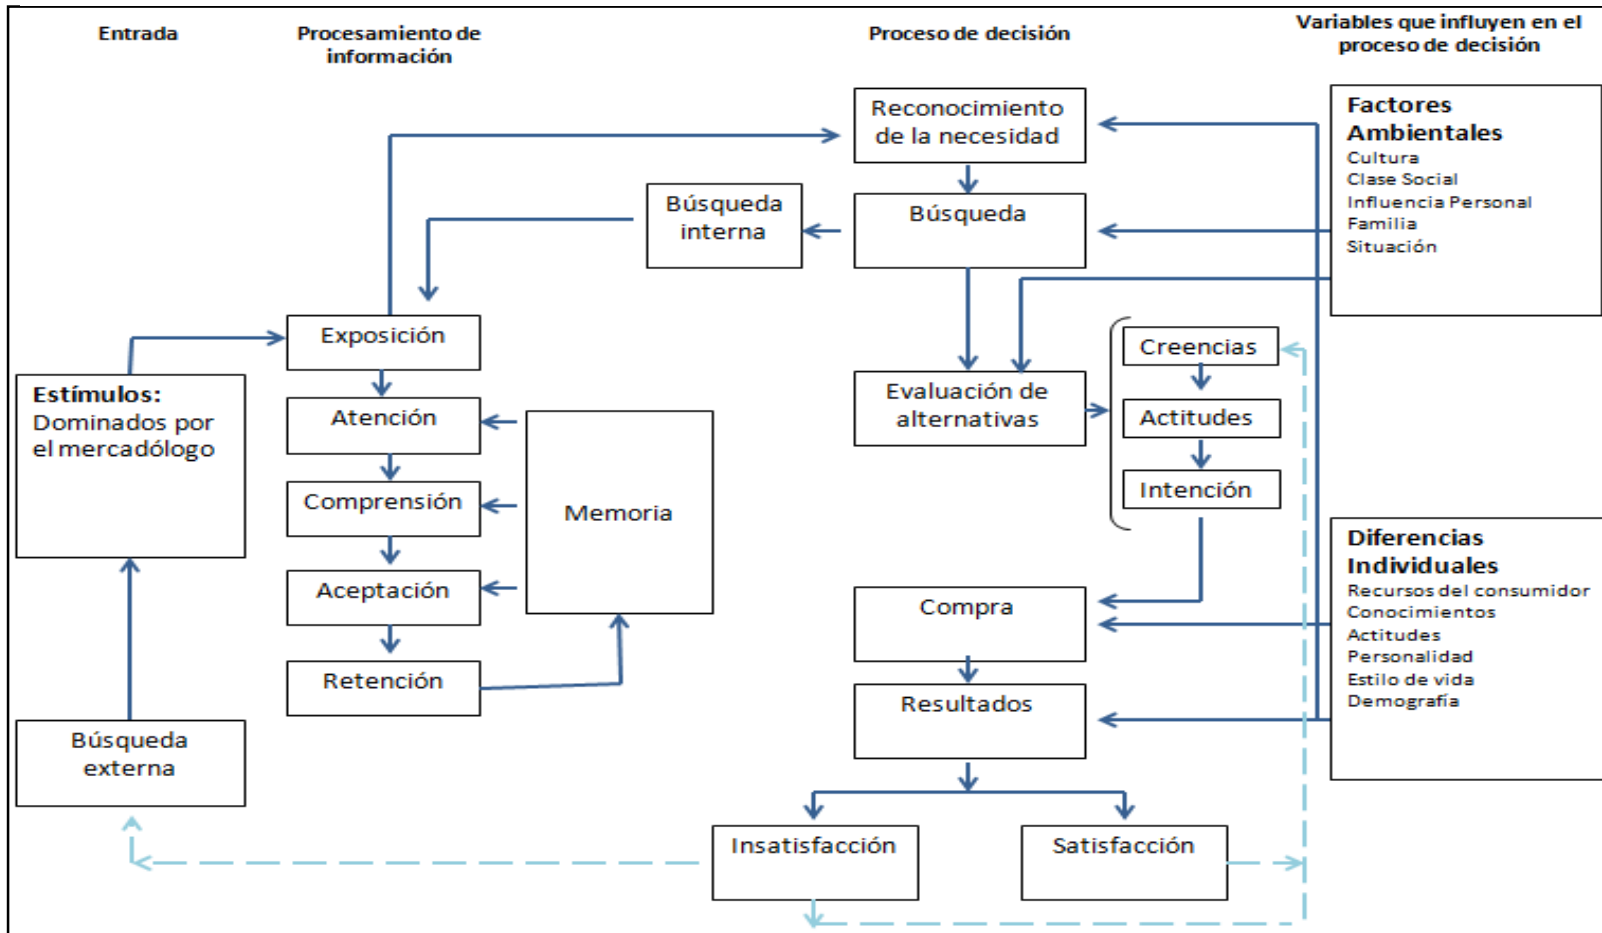 Entrada
Procesamiento de
información
Proceso de decisión
Variables que influyen en el
proceso de decisión
Reconocimiento
de la necesidad
Factores
Ambientales
Cultura
Clase Social
Influencia Personal
Familia
Situación
Búsqueda
interna
Búsqueda
Exposición
Creencias
Estímulos:
Dominados por
el mercadólogo
Atención
Evaluación de
alternativas
Actitudes
Comprensión
Memoria
Intención
Aceptación
Compra
Diferencias
Individuales
Recursos del consumidor
Conocimientos
Actitudes
Personalidad
Estilo de vida
Demografía
Retención
Resultados
Búsqueda
externa
Insatisfacción
Satisfacción